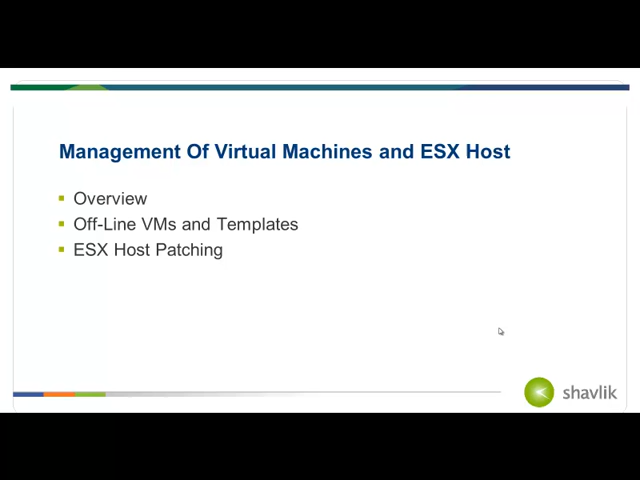 Management Of Virtual Machines and ESX Host
Overview
Off-Line VMs and Templates
ESX Host Patching
shavlik